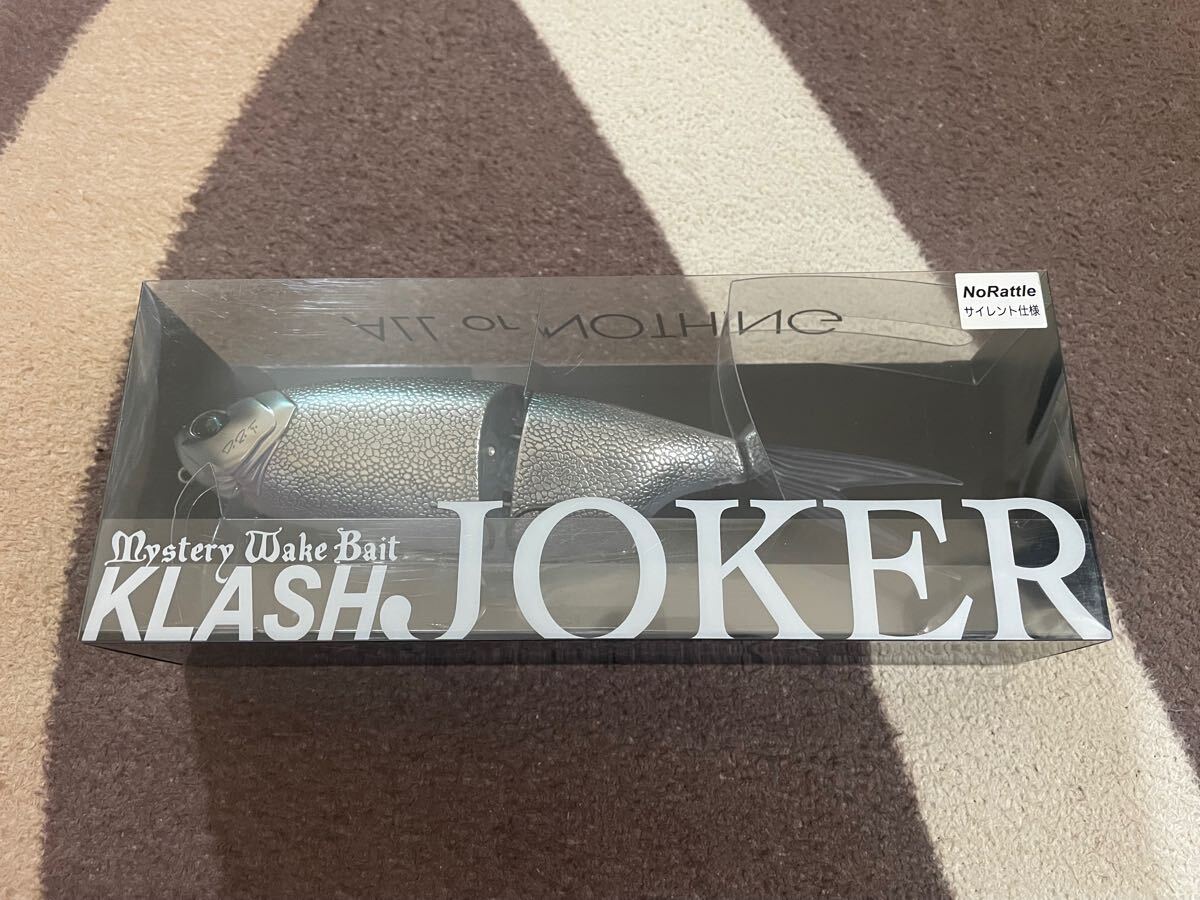 NoRattle
サイレント仕様
ALL or NOTHING
Mystery Wake Bait
KLASH JOKER